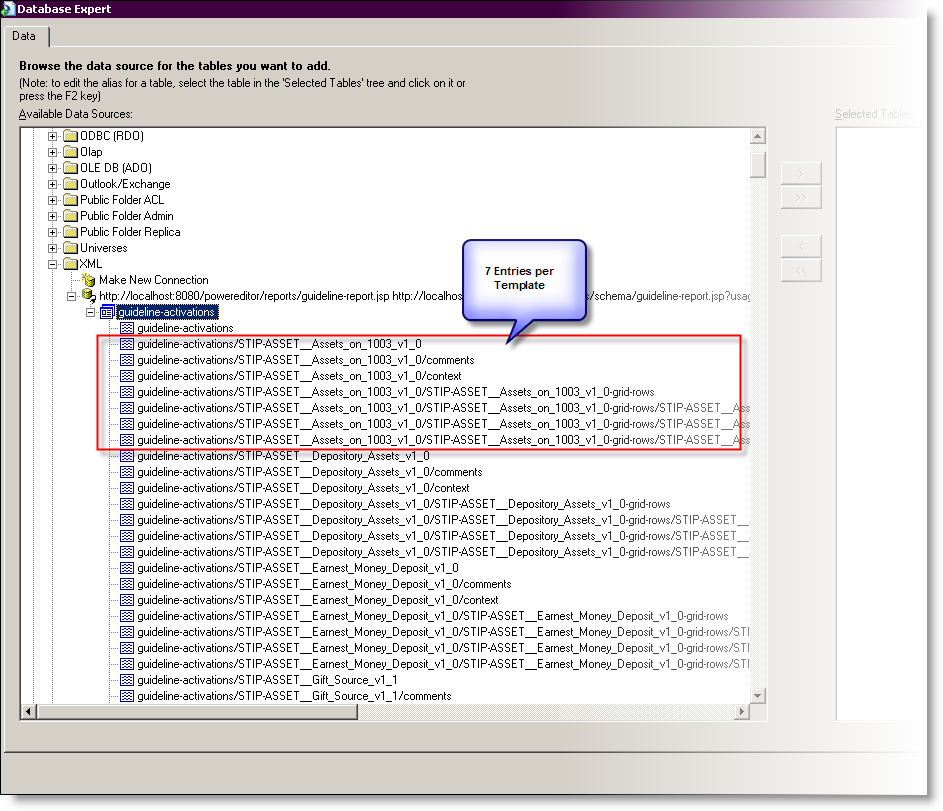 Database Expert
Data
Browse the data source for the tables you want to add.
(Note: to edit the alias for a table, select the table in the 'Selected Tables' tree and click on it or
press the F2 key)
Available Data Sources:
Selected Tables
ODBC (RDO)
Olap
OLE DB (ADO)
Outlook/Exchange
Public Folder ACL
Public Folder Admin
Public Folder Replica
Universes
XML
Make New Connection
http://localhost:8080/powereditor/reports/guideline-report.jsp http://localhos s/schema/guideline-report.jsp?usag
7 Entries per
Template
guideline-activations
guideline-activations
guideline-activations/STIP-ASSET__Assets_on_1003_v1_0
guideline-activations/STIP-ASSET__Assets_on_1003_v1_0/comments
guideline-activations/STIP-ASSET__Assets_on_1003_v1_0/context
guideline-activations/STIP-ASSET__Assets_on_1003_v1_0/STIP-ASSET__Assets_on_1003_v1_0-grid-rows
guideline-activations/STIP-ASSET__Assets_on_1003_v1_0/STIP-ASSET__Assets_on_1003_v1_0-grid-rows/STIP-ASSET__Ass
guideline-activations/STIP-ASSET__Assets_on_1003_v1_0/STIP-ASSET__Assets_on_1003_v1_0-grid-rows/STIP-ASSET__Ass
guideline-activations/STIP-ASSET__Assets_on_1003_v1_0/STIP-ASSET__Assets_on_1003_v1_0-grid-rows/STIP-ASSET__Ass
guideline-activations/STIP-ASSET__Depository_Assets_v1_0
guideline-activations/STIP-ASSET__Depository_Assets_v1_0/comments
guideline-activations/STIP-ASSET__Depository_Assets_v1_0/context
guideline-activations/STIP-ASSET__Depository_Assets_v1_0/STIP-ASSET__Depository_Assets_v1_0-grid-rows
guideline-activations/STIP-ASSET__Depository_Assets_v1_0/STIP-ASSET__Depository_Assets_v1_0-grid-rows/STIP-ASSET__
guideline-activations/STIP-ASSET__Depository_Assets_v1_0/STIP-ASSET__Depository_Assets_v1_0-grid-rows/STIP-ASSET__
guideline-activations/STIP-ASSET__Depository_Assets_v1_0/STIP-ASSET__Depository_Assets_v1_0-grid-rows/STIP-ASSET__
guideline-activations/STIP-ASSET__Earnest_Money_Deposit_v1_0
guideline-activations/STIP-ASSET__Earnest_Money_Deposit_v1_0/comments
guideline-activations/STIP-ASSET__Earnest_Money_Deposit_v1_0/context
guideline-activations/STIP-ASSET__Earnest_Money_Deposit_v1_0/STIP-ASSET__Earnest_Money_Deposit_v1_0-grid-rows
guideline-activations/STIP-ASSET__Earnest_Money_Deposit_v1_0/STIP-ASSET__Earnest_Money_Deposit_v1_0-grid-rows/STI
guideline-activations/STIP-ASSET__Earnest_Money_Deposit_v1_0/STIP-ASSET__Earnest_Money_Deposit_v1_0-grid-rows/STI
guideline-activations/STIP-ASSET__Earnest_Money_Deposit_v1_0/STIP-ASSET__Earnest_Money_Deposit_v1_0-grid-rows/STI
guideline-activations/STIP-ASSET__Gift_Source_v1_1
guideline-activations/STIP-ASSET__Gift_Source_v1_1/comments